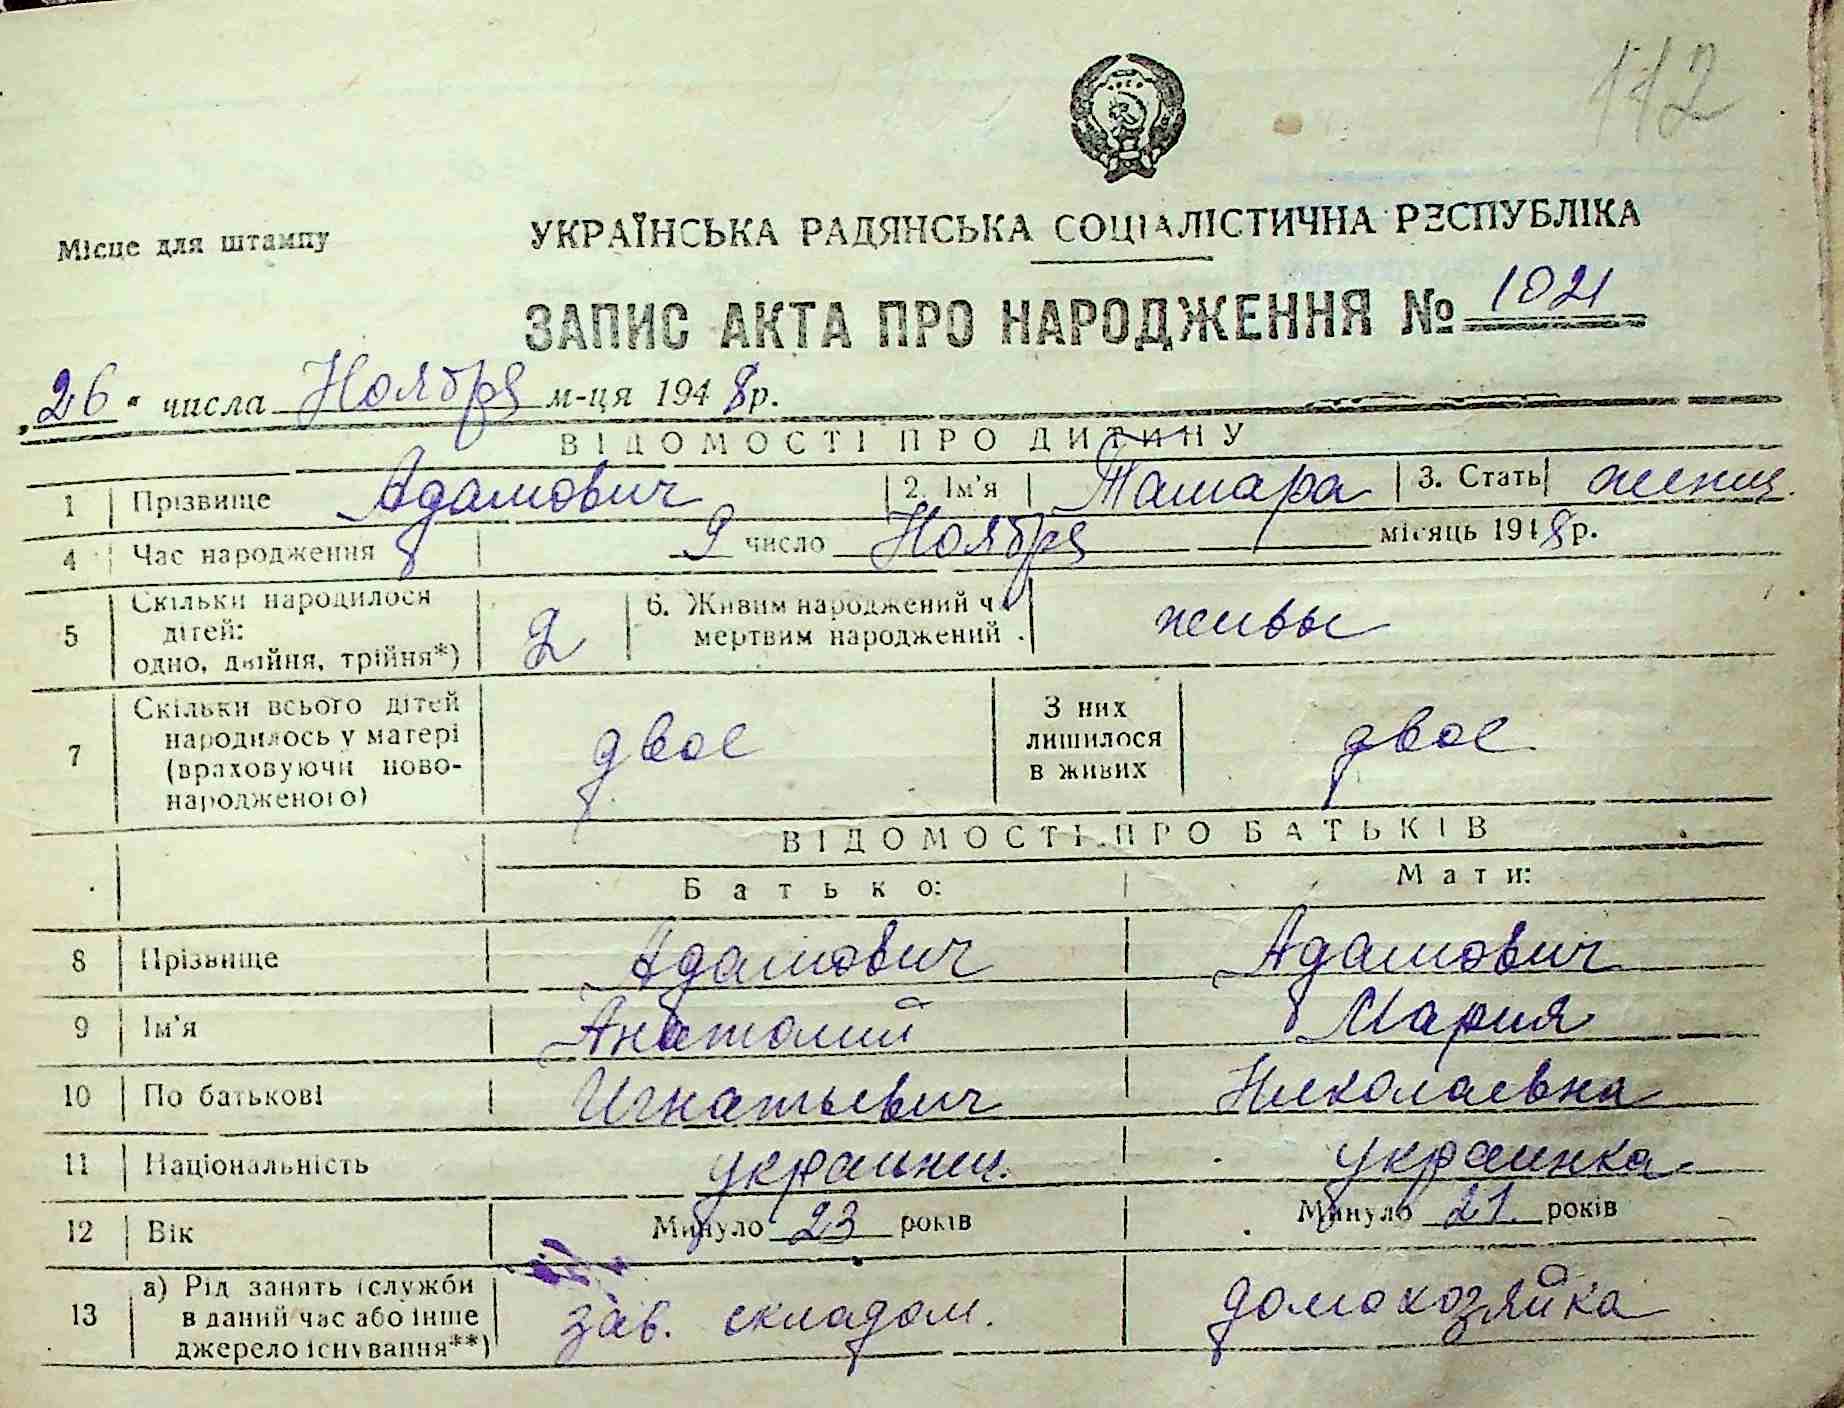 112
Місце для штампу
УКРАЇНСЬКА РАДЯНСЬКА СОЦІАЛІСТИЧНА РЕСПУБЛІКА
ЗАПИС АКТА ПРО НАРОДЖЕННЯ № 1021
„26" числа Ноября м-ця 1948 р.
ВІДОМОСТІ ПРО ДИТИНУ
1 Прізвище Адамович 2. Ім'я Тамара 3. Стать женщ.
4 Час народження 9 число Ноября місяць 1948 р.
5 Скільки народилося дітей: одно, двійня, трійня*) 2 6. Живим народжений чи мертвим народжений живы
7 Скільки всього дітей народилось у матері (враховуючи новонародженого) двое З них лишилося в живих двое
ВІДОМОСТІ ПРО БАТЬКІВ
Батько: Мати:
8 Прізвище Адамович Адамович
9 Ім'я Анатолий Мария
10 По батькові Игнатьевич Николаевна
11 Національність украинец. украинка
12 Вік Минуло 23 років Минуло 21. років
13 а) Рід занять (служби в даний час або інше джерело існування**) зав. складом. домохозяйка